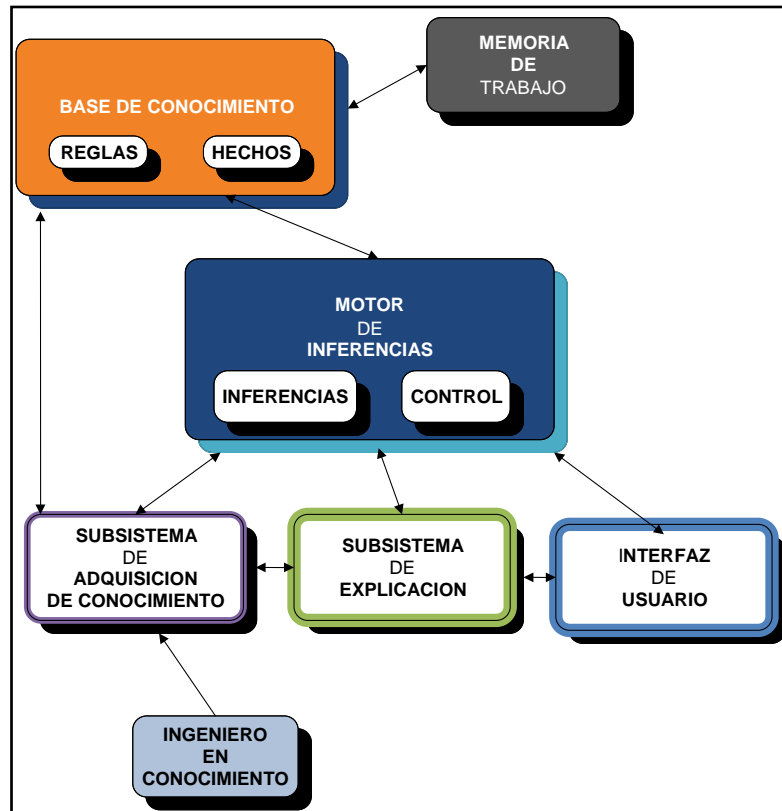 MEMORIA
DE
TRABAJO
BASE DE CONOCIMIENTO
REGLAS
HECHOS
MOTOR
DE
INFERENCIAS
INFERENCIAS
CONTROL
SUBSISTEMA
DE
ADQUISICION
DE CONOCIMIENTO
SUBSISTEMA
DE
EXPLICACION
INTERFAZ
DE
USUARIO
INGENIERO
EN
CONOCIMIENTO